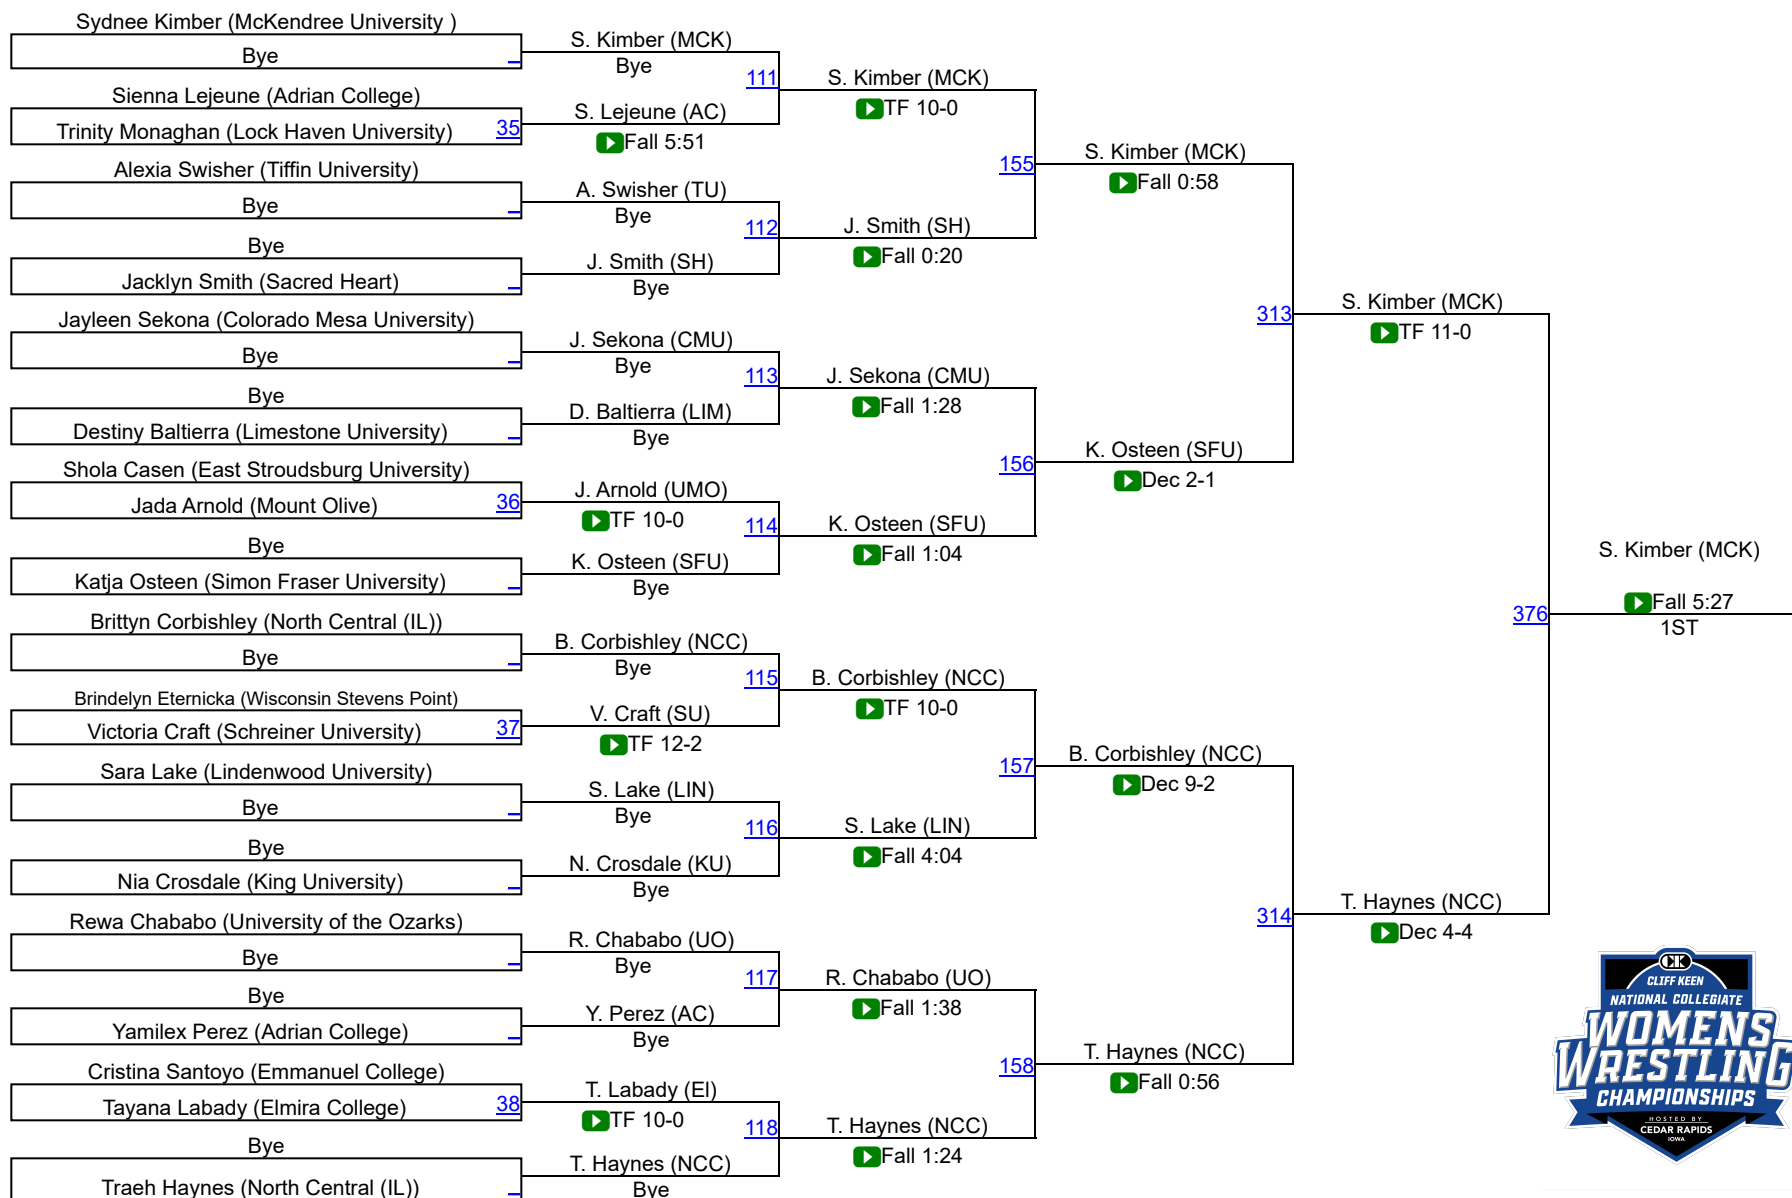 Sydnee Kimber (McKendree University )
Bye
Sienna Lejeune (Adrian College)
Trinity Monaghan (Lock Haven University) 35
Alexia Swisher (Tiffin University)
Bye
Bye
Jacklyn Smith (Sacred Heart)
Jayleen Sekona (Colorado Mesa University)
Bye
Bye
Destiny Baltierra (Limestone University)
Shola Casen (East Stroudsburg University)
Jada Arnold (Mount Olive) 36
Bye
Katja Osteen (Simon Fraser University)
Brittyn Corbishley (North Central (IL))
Bye
Brindelyn Eternicka (Wisconsin Stevens Point)
Victoria Craft (Schreiner University) 37
Sara Lake (Lindenwood University)
Bye
Bye
Nia Crosdale (King University)
Rewa Chababo (University of the Ozarks)
Bye
Bye
Yamilex Perez (Adrian College)
Cristina Santoyo (Emmanuel College)
Tayana Labady (Elmira College) 38
Bye
Traeh Haynes (North Central (IL))
S. Kimber (MCK)
Bye
111
S. Lejeune (AC)
Fall 5:51
A. Swisher (TU)
Bye
112
J. Smith (SH)
Bye
J. Sekona (CMU)
Bye
113
D. Baltierra (LIM)
Bye
J. Arnold (UMO)
TF 10-0
114
K. Osteen (SFU)
Bye
B. Corbishley (NCC)
Bye
115
V. Craft (SU)
TF 12-2
S. Lake (LIN)
Bye
116
N. Crosdale (KU)
Bye
R. Chababo (UO)
Bye
117
Y. Perez (AC)
Bye
T. Labady (El)
TF 10-0
118
T. Haynes (NCC)
Bye
S. Kimber (MCK)
TF 10-0
155
J. Smith (SH)
Fall 0:20
J. Sekona (CMU)
Fall 1:28
156
K. Osteen (SFU)
Fall 1:04
B. Corbishley (NCC)
TF 10-0
157
S. Lake (LIN)
Fall 4:04
R. Chababo (UO)
Fall 1:38
158
T. Haynes (NCC)
Fall 1:24
S. Kimber (MCK)
Fall 0:58
313
K. Osteen (SFU)
Dec 2-1
B. Corbishley (NCC)
Dec 9-2
314
T. Haynes (NCC)
Fall 0:56
S. Kimber (MCK)
TF 11-0
376
T. Haynes (NCC)
Dec 4-4
S. Kimber (MCK)
Fall 5:27
1ST
CK
CLIFF KEEN
NATIONAL COLLEGIATE
WOMENS
WRESTLING
CHAMPIONSHIPS
HOSTED BY
CEDAR RAPIDS
IOWA